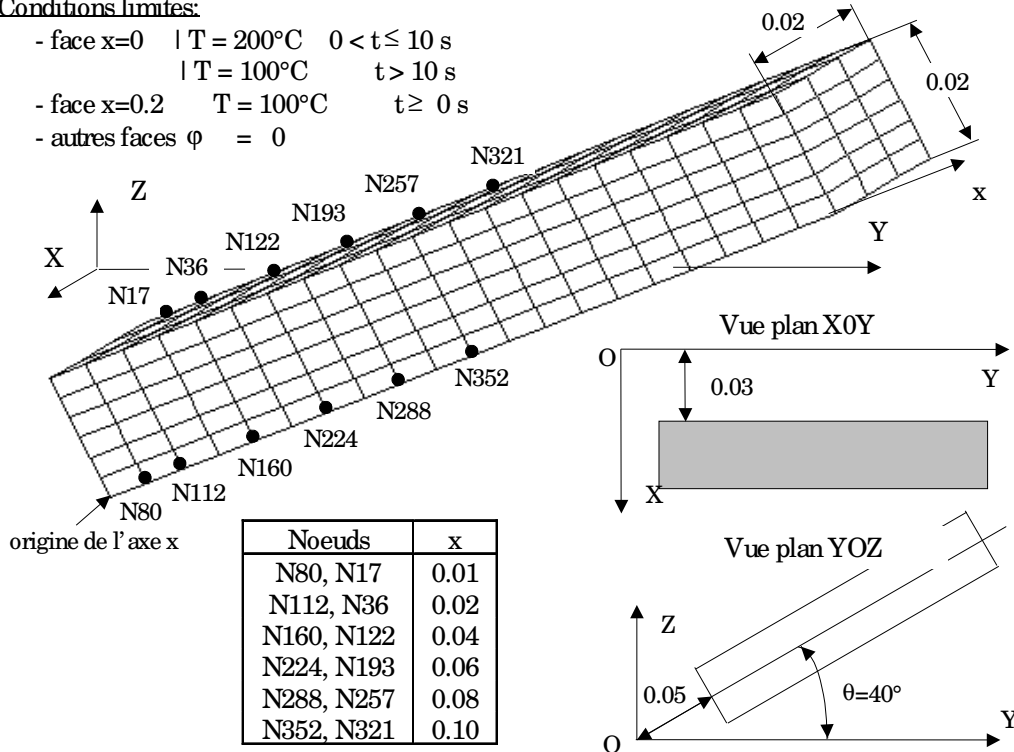 Conditions limites:
- face x=0 | T = 200°C 0 < t ≤ 10 s
| T = 100°C t > 10 s
- face x=0.2 T = 100°C t ≥ 0 s
- autres faces φ = 0
0.02
0.02
x
N321
N257
N193
N122
N36
N17
Z
X
Y
N352
N288
N224
N160
N112
N80
origine de l'axe x
Vue plan X0Y
O
Y
0.03
X
Noeuds x
N80, N17 0.01
N112, N36 0.02
N160, N122 0.04
N224, N193 0.06
N288, N257 0.08
N352, N321 0.10
Vue plan YOZ
Z
0.05
θ=40°
O
Y